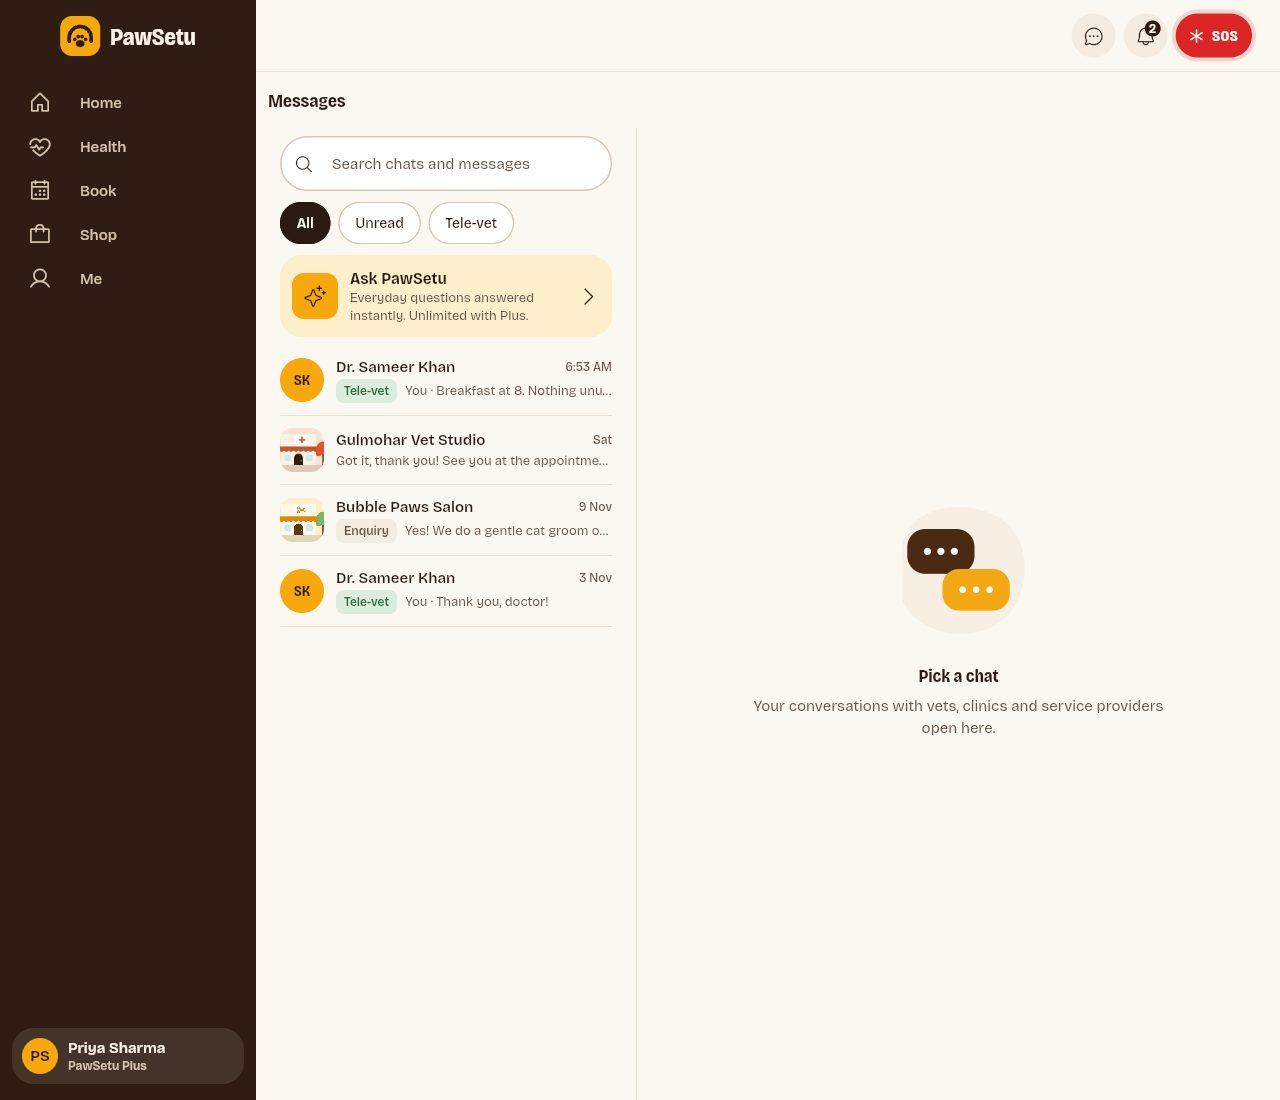 PawSetu
Home
Health
Book
Shop
Me
Priya Sharma
PS
PawSetu Plus
2
SOS
Messages
Search chats and messages
All
Unread
Tele-vet
Ask PawSetu
Everyday questions answered
instantly. Unlimited with Plus.
SK
Dr. Sameer Khan
6:53 AM
Tele-vet
You · Breakfast at 8. Nothing unu...
Gulmohar Vet Studio
Sat
Got it, thank you! See you at the appointme...
Bubble Paws Salon
9 Nov
Enquiry
Yes! We do a gentle cat groom o...
SK
Dr. Sameer Khan
3 Nov
Tele-vet
You · Thank you, doctor!
Pick a chat
Your conversations with vets, clinics and service providers
open here.